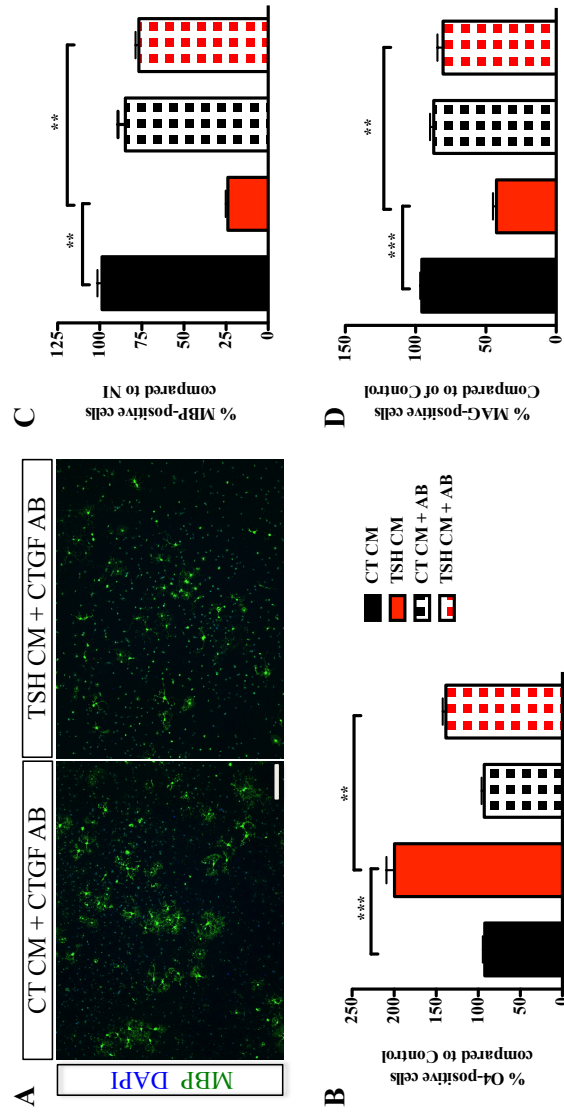 A
CT CM + CTGF AB
TSH CM + CTGF AB
MBP DAPI
B
% O4-positive cells
compared to Control
250
200
150
100
50
0
***
**
CT CM
TSH CM
CT CM + AB
TSH CM + AB
C
% MBP-positive cells
compared to NI
125
100
75
50
25
0
**
**
D
% MAG-positive cells
Compared to of Control
150
100
50
0
***
**